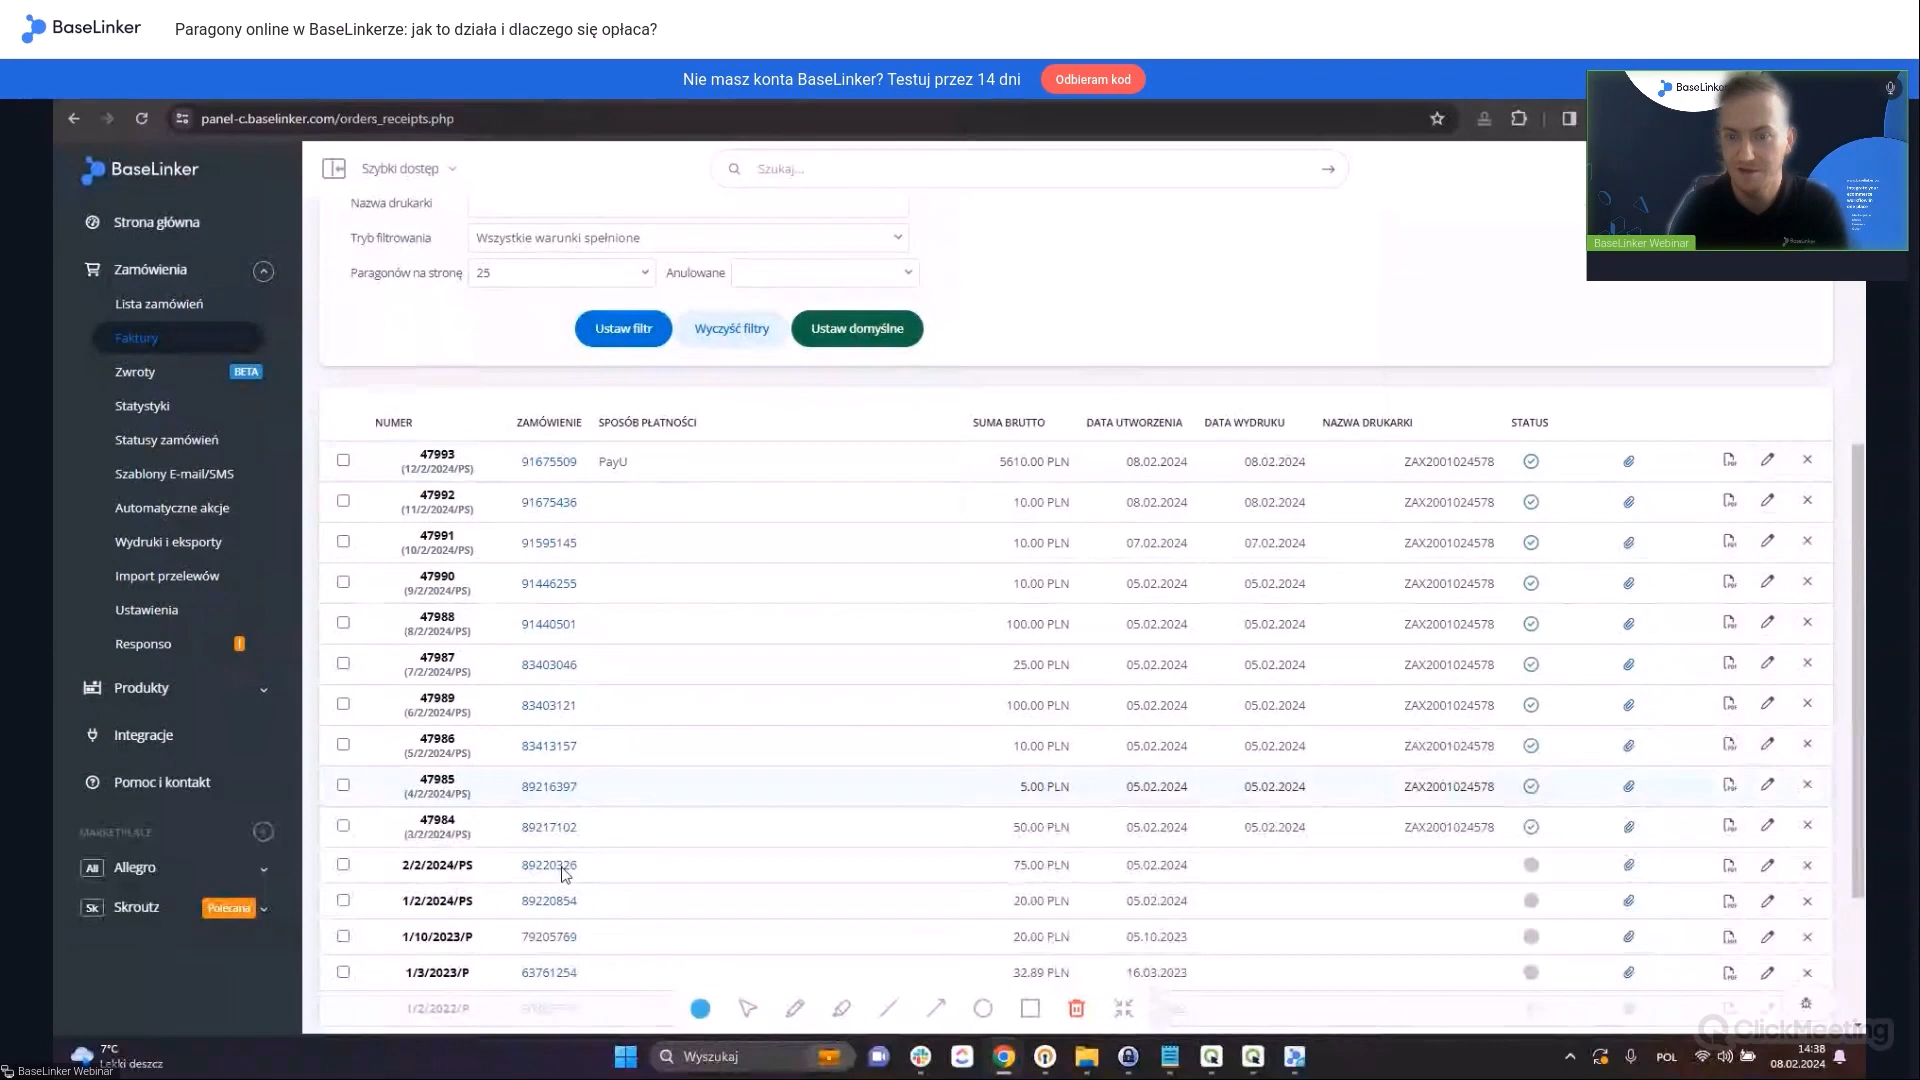 BaseLinker
Paragony online w BaseLinkerze: jak to działa i dlaczego się opłaca?
Nie masz konta BaseLinker? Testuj przez 14 dni
Odbieram kod
panel-c.baselinker.com/orders_receipts.php
BaseLinker
BaseLinker Webinar
BaseLinker
Szybki dostęp
Szukaj...
Strona główna
Zamówienia
Lista zamówień
Faktury
Zwroty BETA
Statystyki
Statusy zamówień
Szablony E-mail/SMS
Automatyczne akcje
Wydruki i eksporty
Import przelewów
Ustawienia
Responso !
Produkty
Integracje
Pomoc i kontakt
MARKETPLACE
All Allegro
Sk Skroutz Polecana
Nazwa drukarki
Tryb filtrowania Wszystkie warunki spełnione
Paragonów na stronę 25 Anulowane
Ustaw filtr Wyczyść filtry Ustaw domyślne
NUMER ZAMÓWIENIE SPOSÓB PŁATNOŚCI SUMA BRUTTO DATA UTWORZENIA DATA WYDRUKU NAZWA DRUKARKI STATUS
47993 (12/2/2024/PS) 91675509 PayU 5610.00 PLN 08.02.2024 08.02.2024 ZAX2001024578
47992 (11/2/2024/PS) 91675436 10.00 PLN 08.02.2024 08.02.2024 ZAX2001024578
47991 (10/2/2024/PS) 91595145 10.00 PLN 07.02.2024 07.02.2024 ZAX2001024578
47990 (9/2/2024/PS) 91446255 10.00 PLN 05.02.2024 05.02.2024 ZAX2001024578
47988 (8/2/2024/PS) 91440501 100.00 PLN 05.02.2024 05.02.2024 ZAX2001024578
47987 (7/2/2024/PS) 83403046 25.00 PLN 05.02.2024 05.02.2024 ZAX2001024578
47989 (6/2/2024/PS) 83403121 100.00 PLN 05.02.2024 05.02.2024 ZAX2001024578
47986 (5/2/2024/PS) 83413157 10.00 PLN 05.02.2024 05.02.2024 ZAX2001024578
47985 (4/2/2024/PS) 89216397 5.00 PLN 05.02.2024 05.02.2024 ZAX2001024578
47984 (3/2/2024/PS) 89217102 50.00 PLN 05.02.2024 05.02.2024 ZAX2001024578
2/2/2024/PS 89220326 75.00 PLN 05.02.2024
1/2/2024/PS 89220854 20.00 PLN 05.02.2024
1/10/2023/P 79205769 20.00 PLN 05.10.2023
1/3/2023/P 63761254 32.89 PLN 16.03.2023
1/2/2022/P
ClickMeeting
7°C
Lekki deszcz
Wyszukaj
POL
14:38
08.02.2024
BaseLinker Webinar